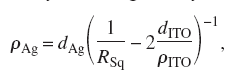 ρ_Ag = d_Ag (1/R_Sq − 2 d_ITO/ρ_ITO)^−1,